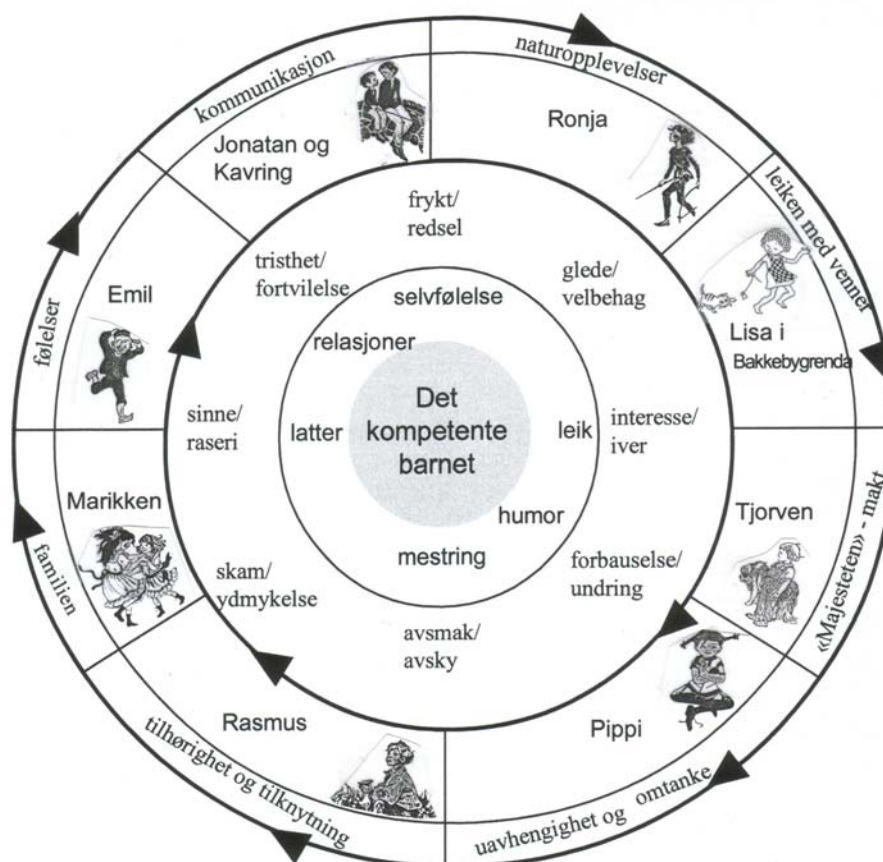 naturopplevelser
kommunikasjon
Jonatan og
Kavring
Ronja
leiken med venner
Lisa i
Bakkebygrenda
følelser
Emil
frykt/
redsel
tristhet/
fortvilelse
glede/
velbehag
selvfølelse
relasjoner
Det
kompetente
barnet
latter
leik
humor
mestring
sinne/
raseri
interesse/
iver
forbauselse/
undring
skam/
ydmykelse
avsmak/
avsky
Marikken
familien
Tjorven
«Majesteten» - makt
Rasmus
tilhørighet og tilknytning
Pippi
uavhengighet og omtanke